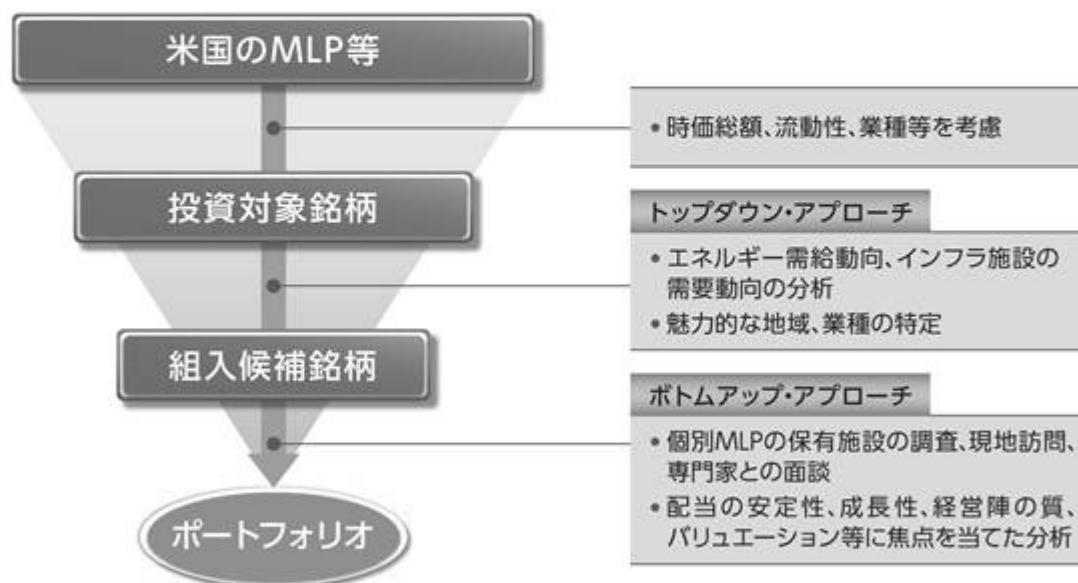 米国のMLP等
• 時価総額、流動性、業種等を考慮
投資対象銘柄
トップダウン・アプローチ
• エネルギー需給動向、インフラ施設の
需要動向の分析
• 魅力的な地域、業種の特定
組入候補銘柄
ボトムアップ・アプローチ
• 個別MLPの保有施設の調査、現地訪問、
専門家との面談
• 配当の安定性、成長性、経営陣の質、
バリュエーション等に焦点を当てた分析
ポートフォリオ